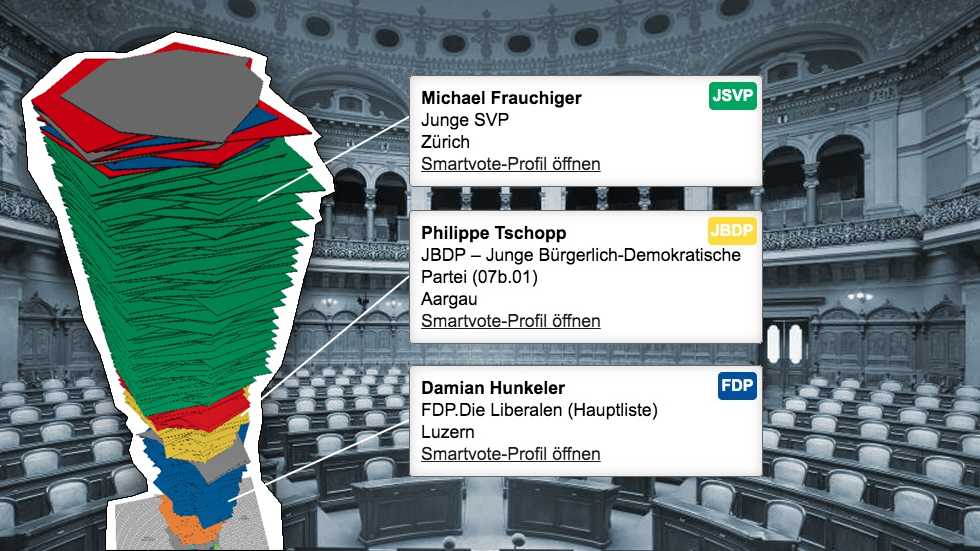 Michael Frauchiger
JSVP
Junge SVP
Zürich
Smartvote-Profil öffnen
Philippe Tschopp
JBDP
JBDP – Junge Bürgerlich-Demokratische
Partei (07b.01)
Aargau
Smartvote-Profil öffnen
Damian Hunkeler
FDP
FDP.Die Liberalen (Hauptliste)
Luzern
Smartvote-Profil öffnen